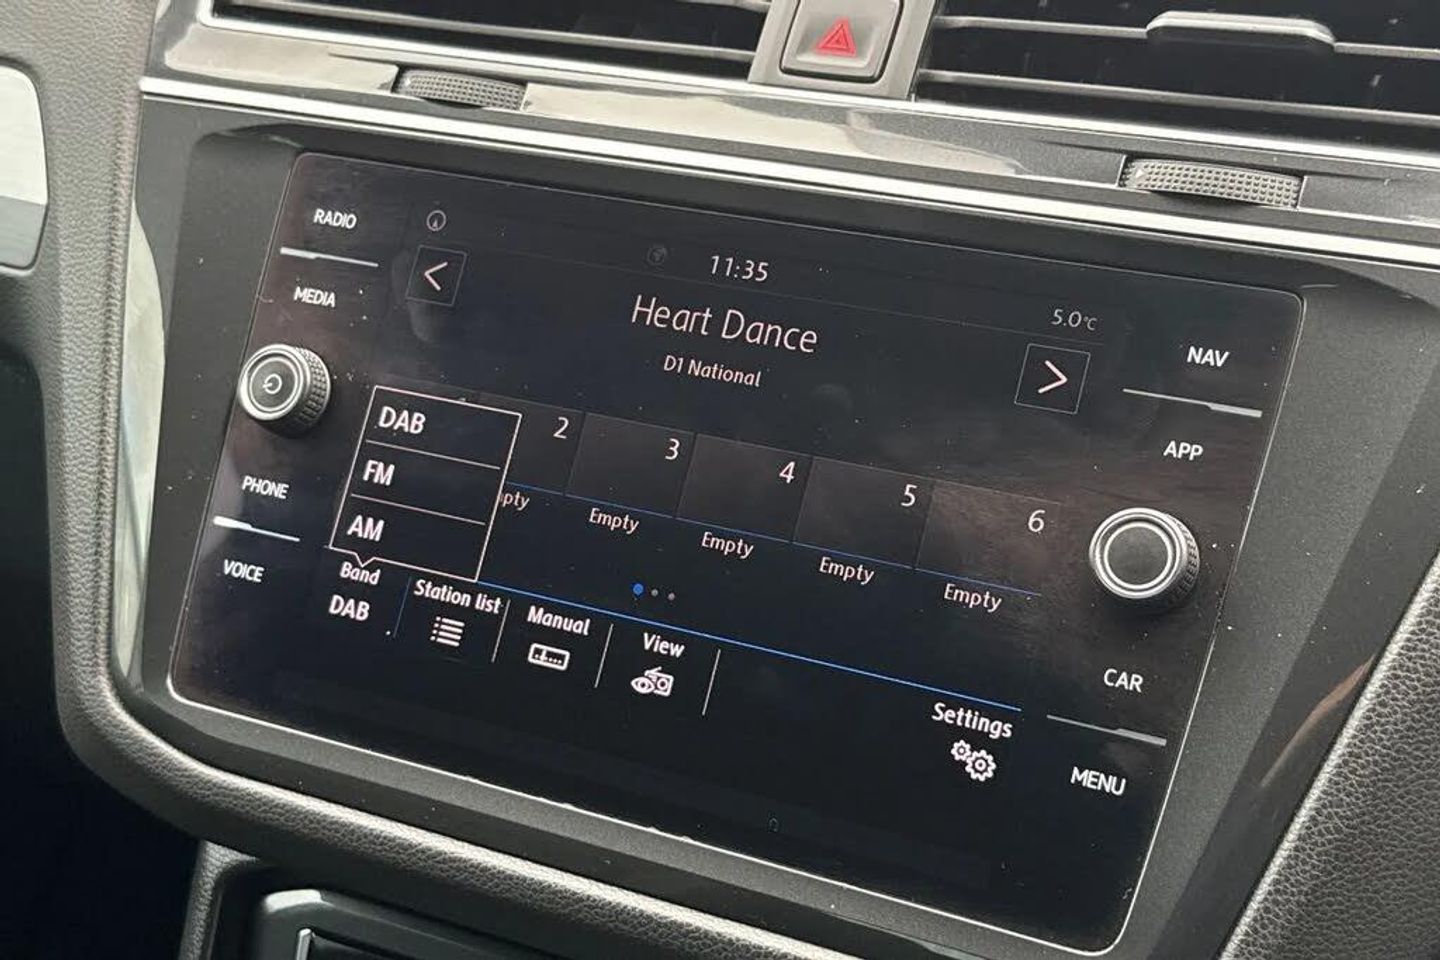 RADIO
MEDIA
PHONE
VOICE
11:35
5.0°C
Heart Dance
D1 National
<
>
DAB
FM
AM
2
3
4
5
6
Empty
Empty
Empty
Empty
Band
DAB
Station list
Manual
View
Settings
NAV
APP
CAR
MENU